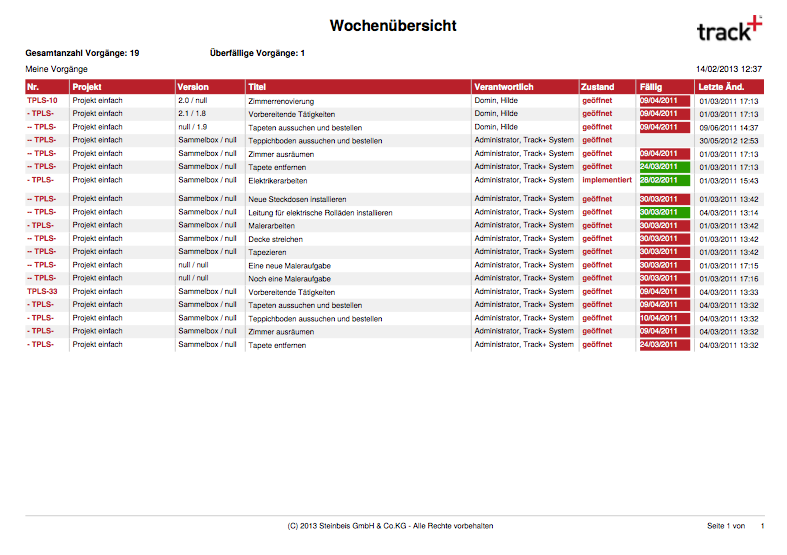 Wochenübersicht
track+
Gesamtanzahl Vorgänge: 19 Überfällige Vorgänge: 1
Meine Vorgänge 14/02/2013 12:37
Nr. Projekt Version Titel Verantwortlich Zustand Fällig Letzte Änd.
TPLS-10 Projekt einfach 2.0 / null Zimmerrenovierung Domin, Hilde geöffnet 09/04/2011 01/03/2011 17:13
- TPLS- Projekt einfach 2.1 / 1.8 Vorbereitende Tätigkeiten Domin, Hilde geöffnet 09/04/2011 01/03/2011 17:13
-- TPLS- Projekt einfach null / 1.9 Tapeten aussuchen und bestellen Domin, Hilde geöffnet 09/04/2011 09/06/2011 14:37
-- TPLS- Projekt einfach Sammelbox / null Teppichboden aussuchen und bestellen Administrator, Track+ System geöffnet 30/05/2012 12:53
-- TPLS- Projekt einfach Sammelbox / null Zimmer ausräumen Administrator, Track+ System geöffnet 09/04/2011 01/03/2011 17:13
-- TPLS- Projekt einfach Sammelbox / null Tapete entfernen Administrator, Track+ System geöffnet 24/03/2011 01/03/2011 17:13
- TPLS- Projekt einfach Sammelbox / null Elektrikerarbeiten Administrator, Track+ System implementiert 28/02/2011 01/03/2011 15:43
-- TPLS- Projekt einfach Sammelbox / null Neue Steckdosen installieren Administrator, Track+ System geöffnet 30/03/2011 01/03/2011 13:42
-- TPLS- Projekt einfach Sammelbox / null Leitung für elektrische Rolläden installieren Administrator, Track+ System geöffnet 30/03/2011 04/03/2011 13:14
- TPLS- Projekt einfach Sammelbox / null Malerarbeiten Administrator, Track+ System geöffnet 30/03/2011 01/03/2011 13:42
-- TPLS- Projekt einfach Sammelbox / null Decke streichen Administrator, Track+ System geöffnet 30/03/2011 01/03/2011 13:42
-- TPLS- Projekt einfach Sammelbox / null Tapezieren Administrator, Track+ System geöffnet 30/03/2011 01/03/2011 13:42
-- TPLS- Projekt einfach null / null Eine neue Maleraufgabe Administrator, Track+ System geöffnet 30/03/2011 01/03/2011 17:15
-- TPLS- Projekt einfach null / null Noch eine Maleraufgabe Administrator, Track+ System geöffnet 30/03/2011 01/03/2011 17:16
TPLS-33 Projekt einfach Sammelbox / null Vorbereitende Tätigkeiten Administrator, Track+ System geöffnet 09/04/2011 04/03/2011 13:33
- TPLS- Projekt einfach Sammelbox / null Tapeten aussuchen und bestellen Administrator, Track+ System geöffnet 09/04/2011 04/03/2011 13:32
- TPLS- Projekt einfach Sammelbox / null Teppichboden aussuchen und bestellen Administrator, Track+ System geöffnet 10/04/2011 04/03/2011 13:32
- TPLS- Projekt einfach Sammelbox / null Zimmer ausräumen Administrator, Track+ System geöffnet 09/04/2011 04/03/2011 13:32
- TPLS- Projekt einfach Sammelbox / null Tapete entfernen Administrator, Track+ System geöffnet 24/03/2011 04/03/2011 13:32
(C) 2013 Steinbeis GmbH & Co.KG - Alle Rechte vorbehalten Seite 1 von 1